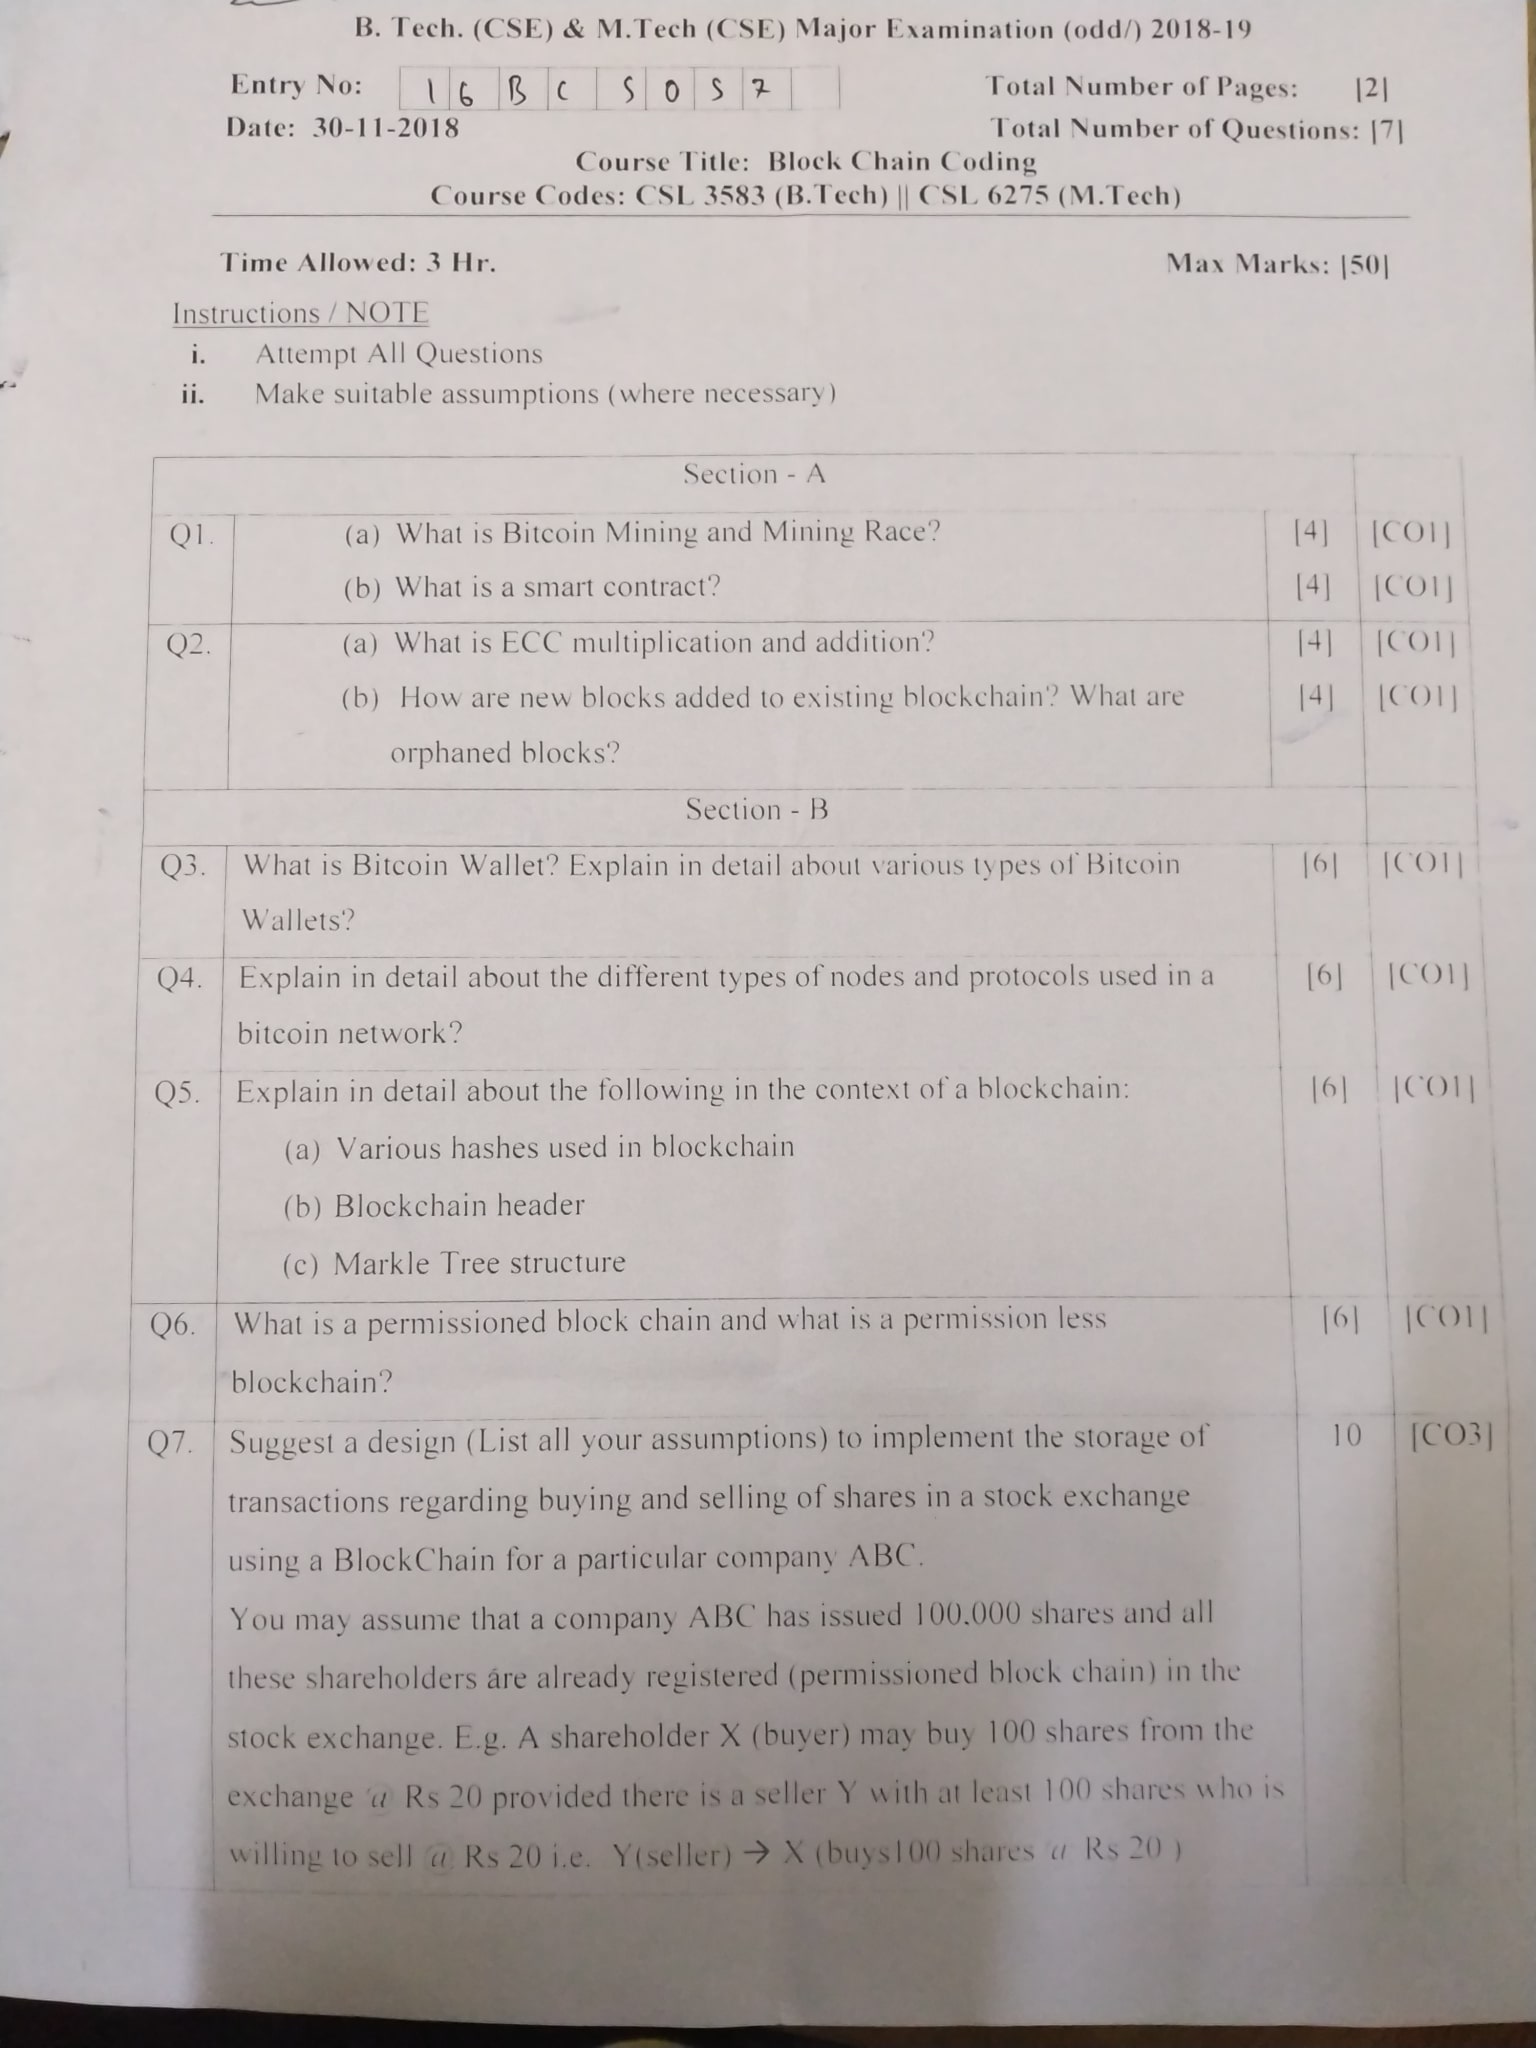 B. Tech. (CSE) & M.Tech (CSE) Major Examination (odd/) 2018-19
Entry No: 16BC5057 Total Number of Pages: [2]
Date: 30-11-2018 Total Number of Questions: [7]
Course Title: Block Chain Coding
Course Codes: CSL 3583 (B.Tech) || CSL 6275 (M.Tech)
Time Allowed: 3 Hr. Max Marks: [50]
Instructions / NOTE
i. Attempt All Questions
ii. Make suitable assumptions (where necessary)
Section - A
Q1. (a) What is Bitcoin Mining and Mining Race? [4] [CO1]
(b) What is a smart contract? [4] [CO1]
Q2. (a) What is ECC multiplication and addition? [4] [CO1]
(b) How are new blocks added to existing blockchain? What are [4] [CO1]
orphaned blocks?
Section - B
Q3. What is Bitcoin Wallet? Explain in detail about various types of Bitcoin [6] [CO1]
Wallets?
Q4. Explain in detail about the different types of nodes and protocols used in a [6] [CO1]
bitcoin network?
Q5. Explain in detail about the following in the context of a blockchain: [6] [CO1]
(a) Various hashes used in blockchain
(b) Blockchain header
(c) Markle Tree structure
Q6. What is a permissioned block chain and what is a permission less [6] [CO1]
blockchain?
Q7. Suggest a design (List all your assumptions) to implement the storage of 10 [CO3]
transactions regarding buying and selling of shares in a stock exchange
using a BlockChain for a particular company ABC.
You may assume that a company ABC has issued 100,000 shares and all
these shareholders are already registered (permissioned block chain) in the
stock exchange. E.g. A shareholder X (buyer) may buy 100 shares from the
exchange @ Rs 20 provided there is a seller Y with at least 100 shares who is
willing to sell @ Rs 20 i.e. Y(seller) → X (buys100 shares @ Rs 20 )